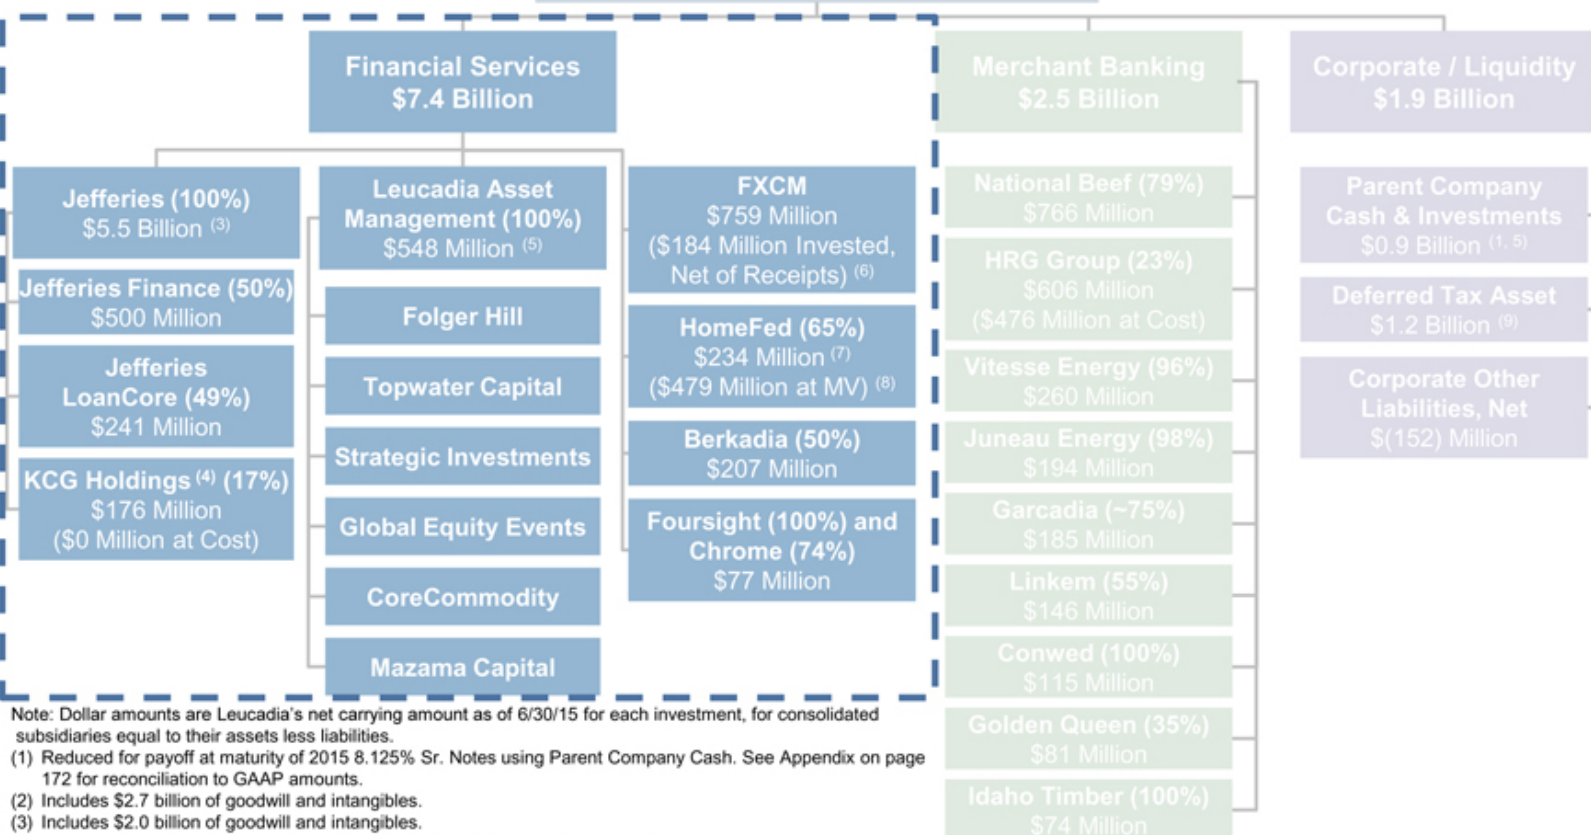 Financial Services
$7.4 Billion
Jefferies (100%)
$5.5 Billion (3)
Jefferies Finance (50%)
$500 Million
Jefferies
LoanCore (49%)
$241 Million
KCG Holdings (4) (17%)
$176 Million
($0 Million at Cost)
Leucadia Asset
Management (100%)
$548 Million (5)
Folger Hill
Topwater Capital
Strategic Investments
Global Equity Events
CoreCommodity
Mazama Capital
FXCM
$759 Million
($184 Million Invested,
Net of Receipts) (6)
HomeFed (65%)
$234 Million (7)
($479 Million at MV) (8)
Berkadia (50%)
$207 Million
Foursight (100%) and
Chrome (74%)
$77 Million
Merchant Banking
$2.5 Billion
National Beef (79%)
$766 Million
HRG Group (23%)
$606 Million
($476 Million at Cost)
Vitesse Energy (96%)
$260 Million
Juneau Energy (98%)
$194 Million
Garcadia (~75%)
$185 Million
Linkem (55%)
$146 Million
Conwed (100%)
$115 Million
Golden Queen (35%)
$81 Million
Idaho Timber (100%)
$74 Million
Corporate / Liquidity
$1.9 Billion
Parent Company
Cash & Investments
$0.9 Billion (1, 5)
Deferred Tax Asset
$1.2 Billion (9)
Corporate Other
Liabilities, Net
$(152) Million
Note: Dollar amounts are Leucadia's net carrying amount as of 6/30/15 for each investment, for consolidated
subsidiaries equal to their assets less liabilities.
(1) Reduced for payoff at maturity of 2015 8.125% Sr. Notes using Parent Company Cash. See Appendix on page
172 for reconciliation to GAAP amounts.
(2) Includes $2.7 billion of goodwill and intangibles.
(3) Includes $2.0 billion of goodwill and intangibles.